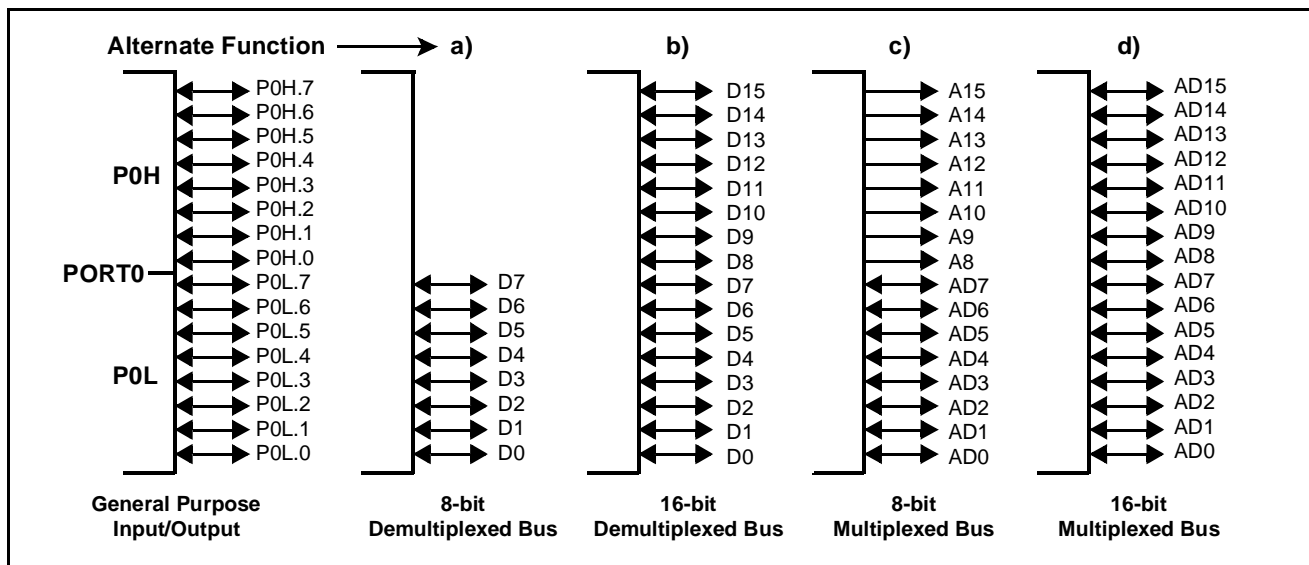 Alternate Function a) b) c) d)
P0H.7 D15 A15 AD15
P0H.6 D14 A14 AD14
P0H.5 D13 A13 AD13
P0H.4 D12 A12 AD12
P0H
P0H.3 D11 A11 AD11
P0H.2 D10 A10 AD10
P0H.1 D9 A9 AD9
P0H.0 D8 A8 AD8
PORT0
P0L.7 D7 D7 AD7 AD7
P0L.6 D6 D6 AD6 AD6
P0L.5 D5 D5 AD5 AD5
P0L.4 D4 D4 AD4 AD4
P0L
P0L.3 D3 D3 AD3 AD3
P0L.2 D2 D2 AD2 AD2
P0L.1 D1 D1 AD1 AD1
P0L.0 D0 D0 AD0 AD0
General Purpose 8-bit 16-bit 8-bit 16-bit
Input/Output Demultiplexed Bus Demultiplexed Bus Multiplexed Bus Multiplexed Bus